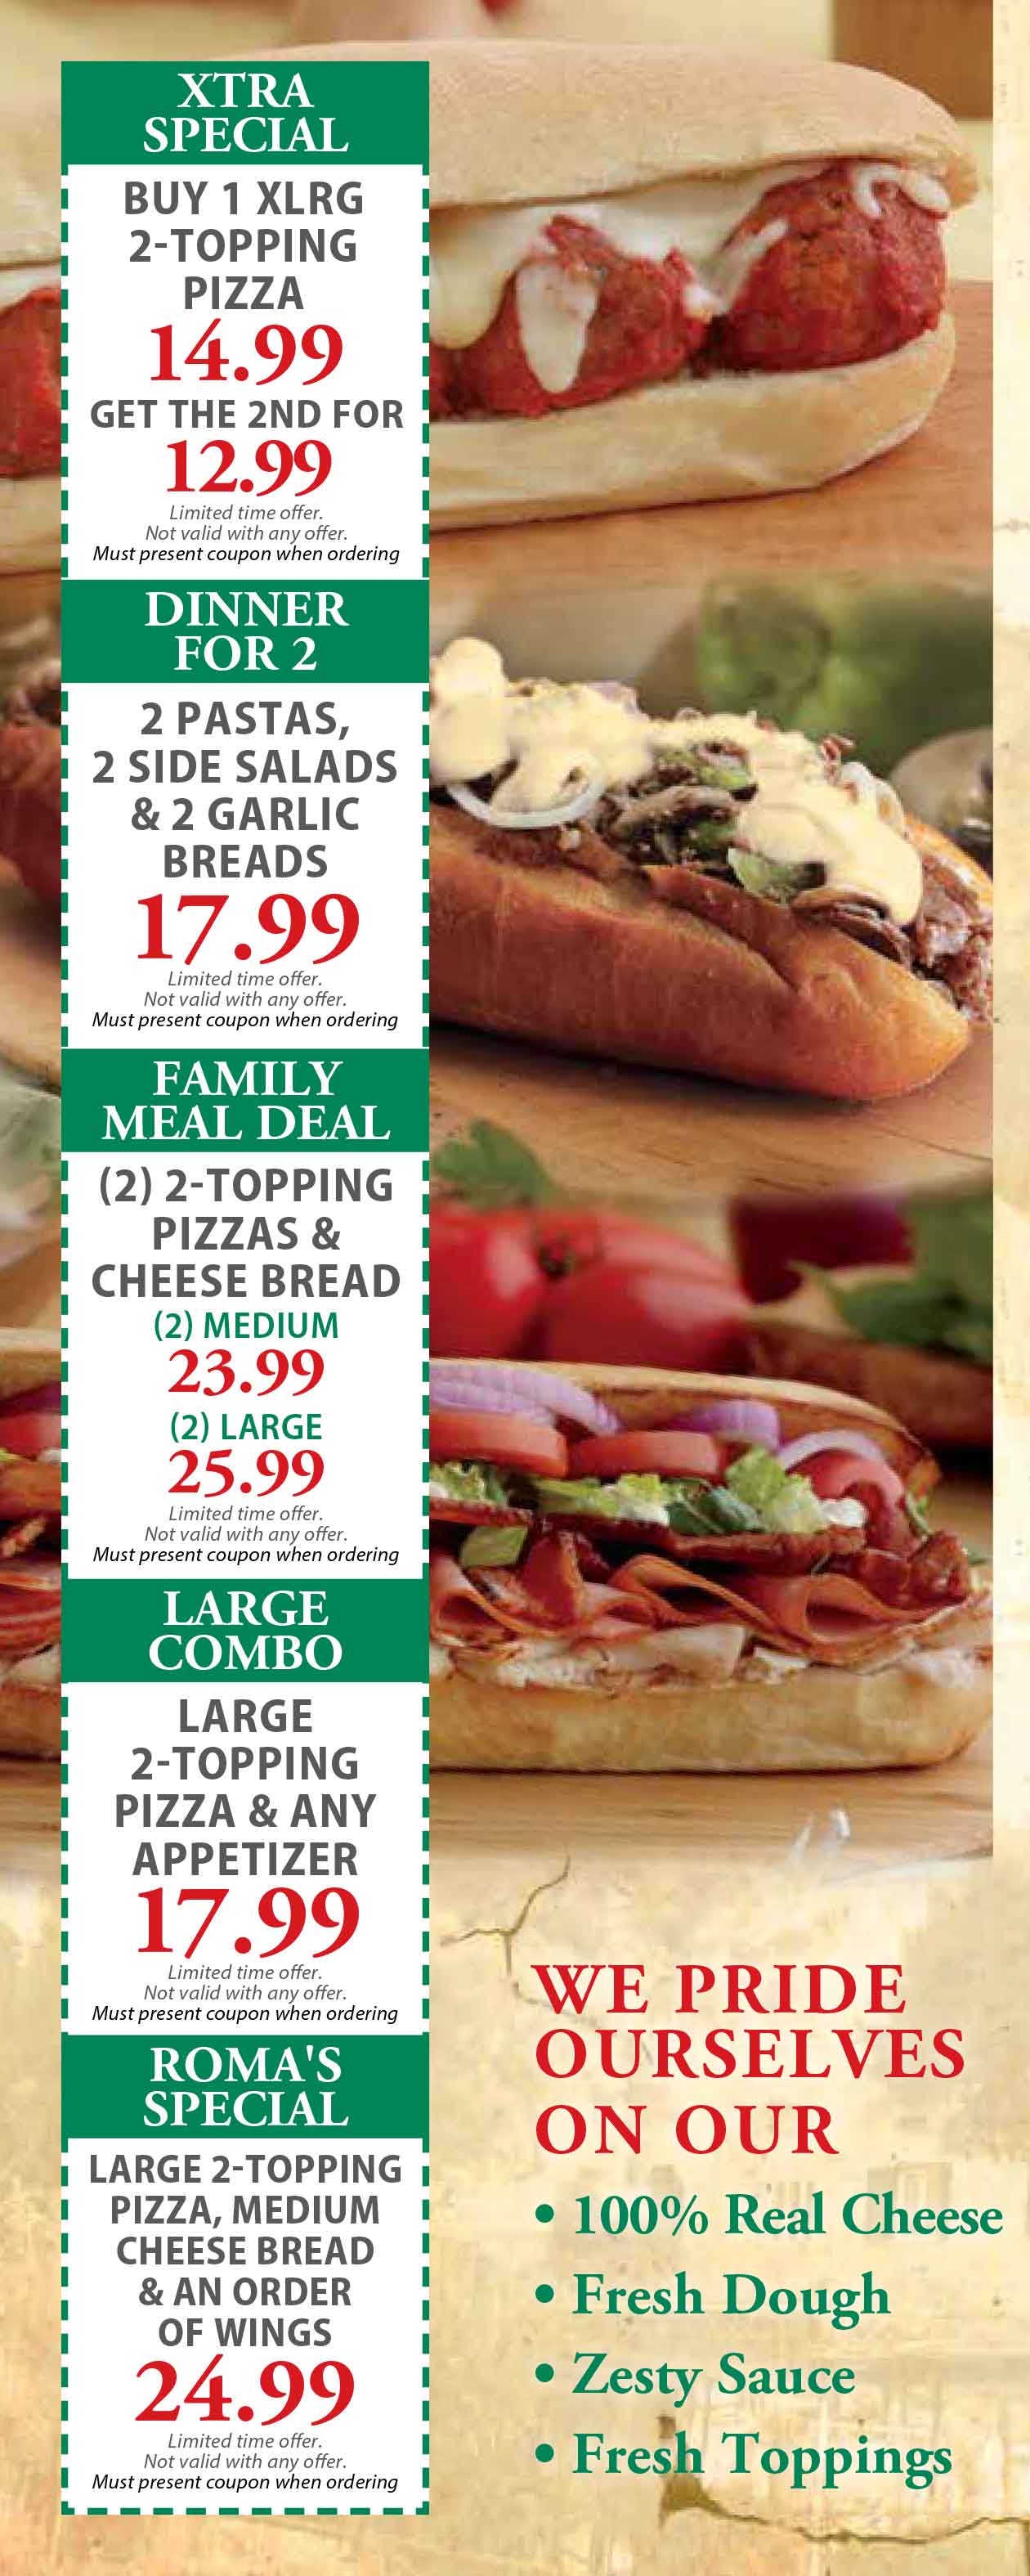 XTRA
SPECIAL
BUY 1 XLRG
2-TOPPING
PIZZA
14.99
GET THE 2ND FOR
12.99
Limited time offer.
Not valid with any offer.
Must present coupon when ordering
DINNER
FOR 2
2 PASTAS,
2 SIDE SALADS
& 2 GARLIC
BREADS
17.99
Limited time offer.
Not valid with any offer.
Must present coupon when ordering
FAMILY
MEAL DEAL
(2) 2-TOPPING
PIZZAS &
CHEESE BREAD
(2) MEDIUM
23.99
(2) LARGE
25.99
Limited time offer.
Not valid with any offer.
Must present coupon when ordering
LARGE
COMBO
LARGE
2-TOPPING
PIZZA & ANY
APPETIZER
17.99
Limited time offer.
Not valid with any offer.
Must present coupon when ordering
ROMA'S
SPECIAL
LARGE 2-TOPPING
PIZZA, MEDIUM
CHEESE BREAD
& AN ORDER
OF WINGS
24.99
Limited time offer.
Not valid with any offer.
Must present coupon when ordering
WE PRIDE
OURSELVES
ON OUR
• 100% Real Cheese
• Fresh Dough
• Zesty Sauce
• Fresh Toppings